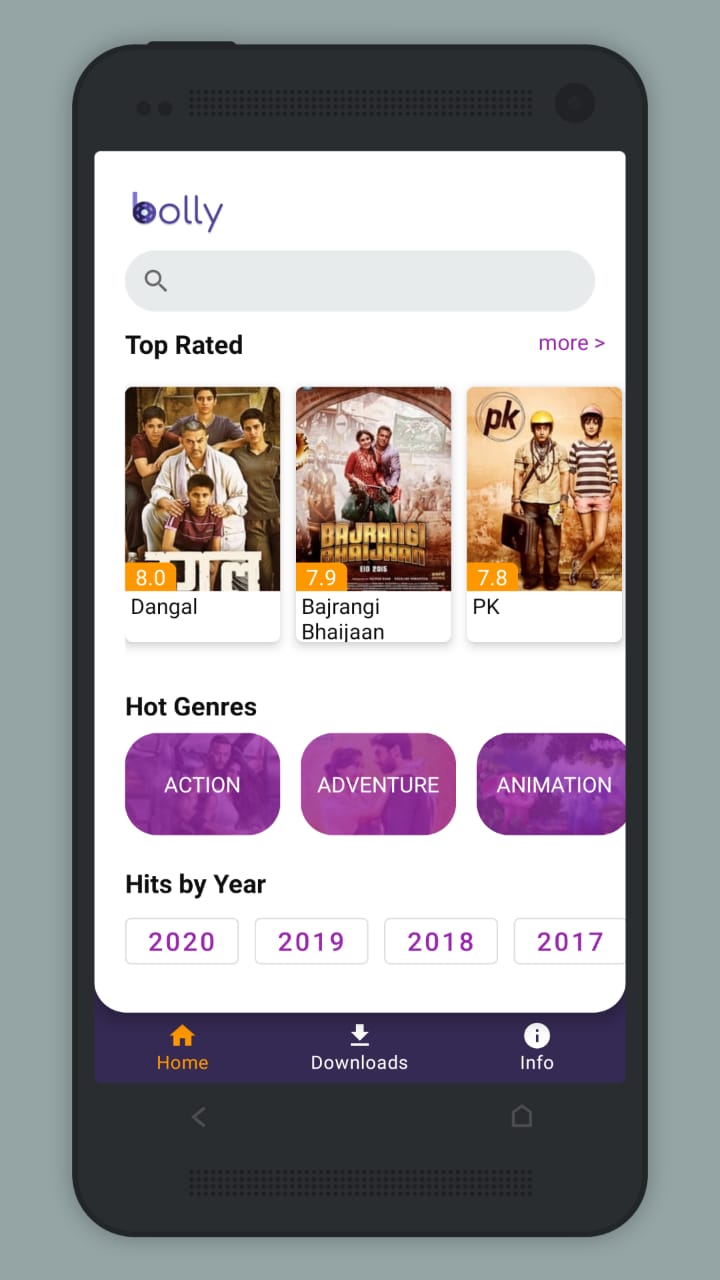 bolly
Top Rated
more >
दंगल
BAJRANGI
BHAIJAAN
EID 2015
pk
8.0
7.9
7.8
Dangal
Bajrangi
Bhaijaan
PK
Hot Genres
ACTION
ADVENTURE
ANIMATION
Hits by Year
2020
2019
2018
2017
Home
Downloads
Info